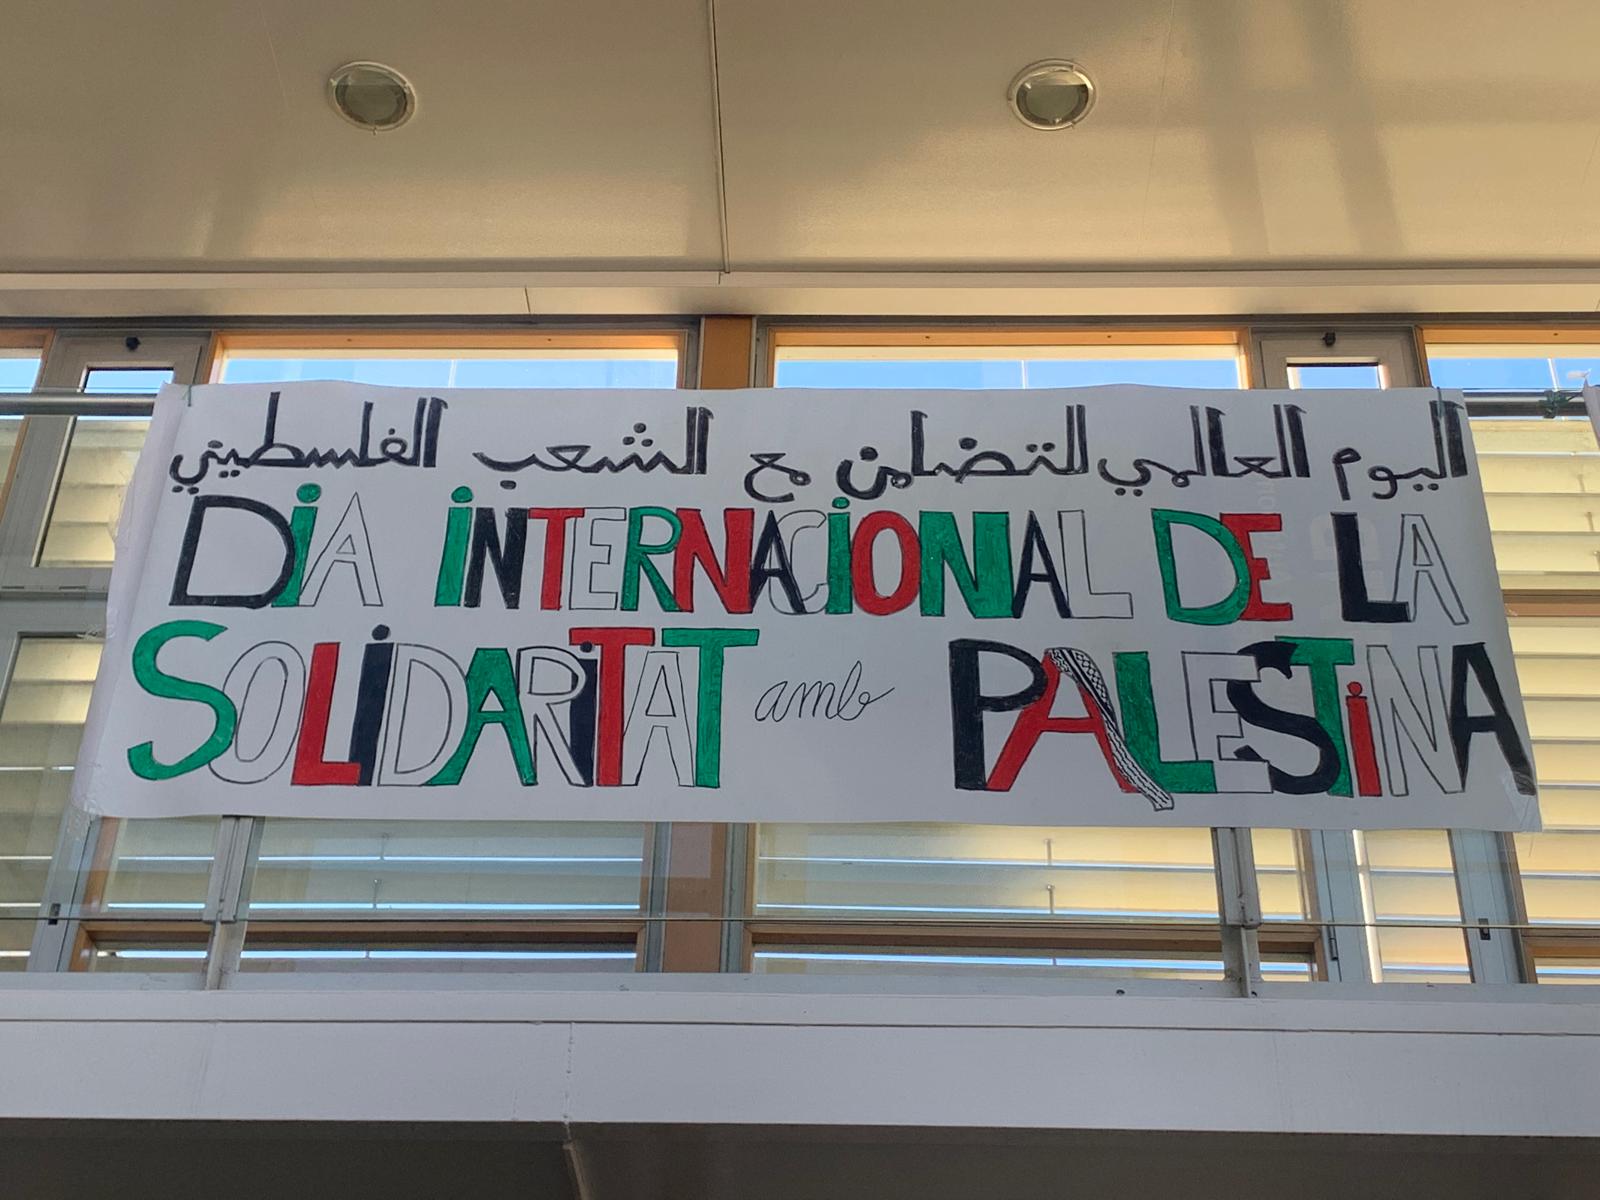 اليوم العالمي للتضامن مع الشعب الفلسطيني
DiA iNTERNACiONAL DE LA
SOLiDARiTAT amb PALESTiNA